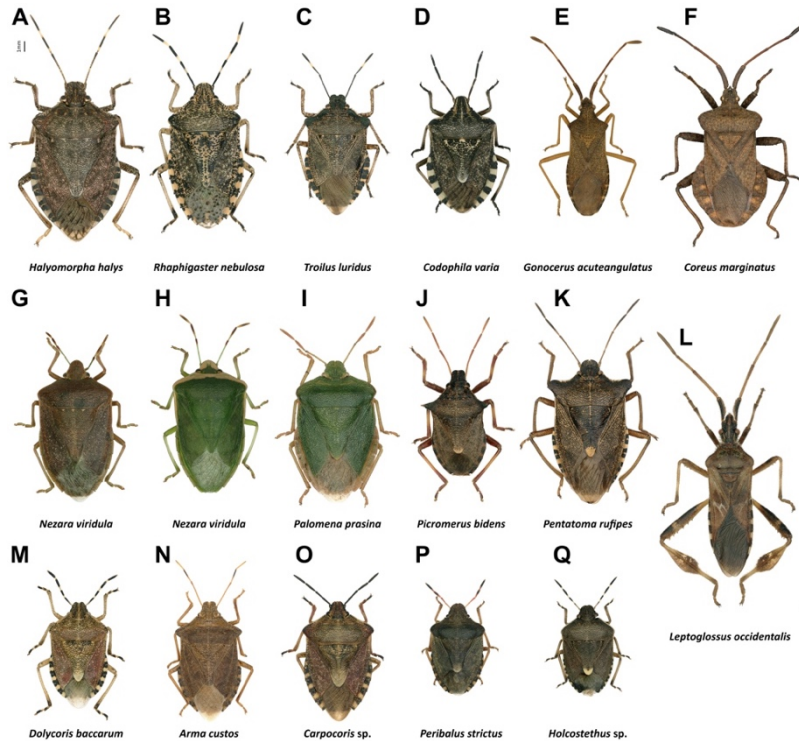 A B C D E F
1mm
Halyomorpha halys Rhaphigaster nebulosa Troilus luridus Codophila varia Gonocerus acuteangulatus Coreus marginatus
G H I J K
L
Nezara viridula Nezara viridula Palomena prasina Picromerus bidens Pentatoma rufipes
M N O P Q
Leptoglossus occidentalis
Dolycoris baccarum Arma custos Carpocoris sp. Peribalus strictus Holcostethus sp.